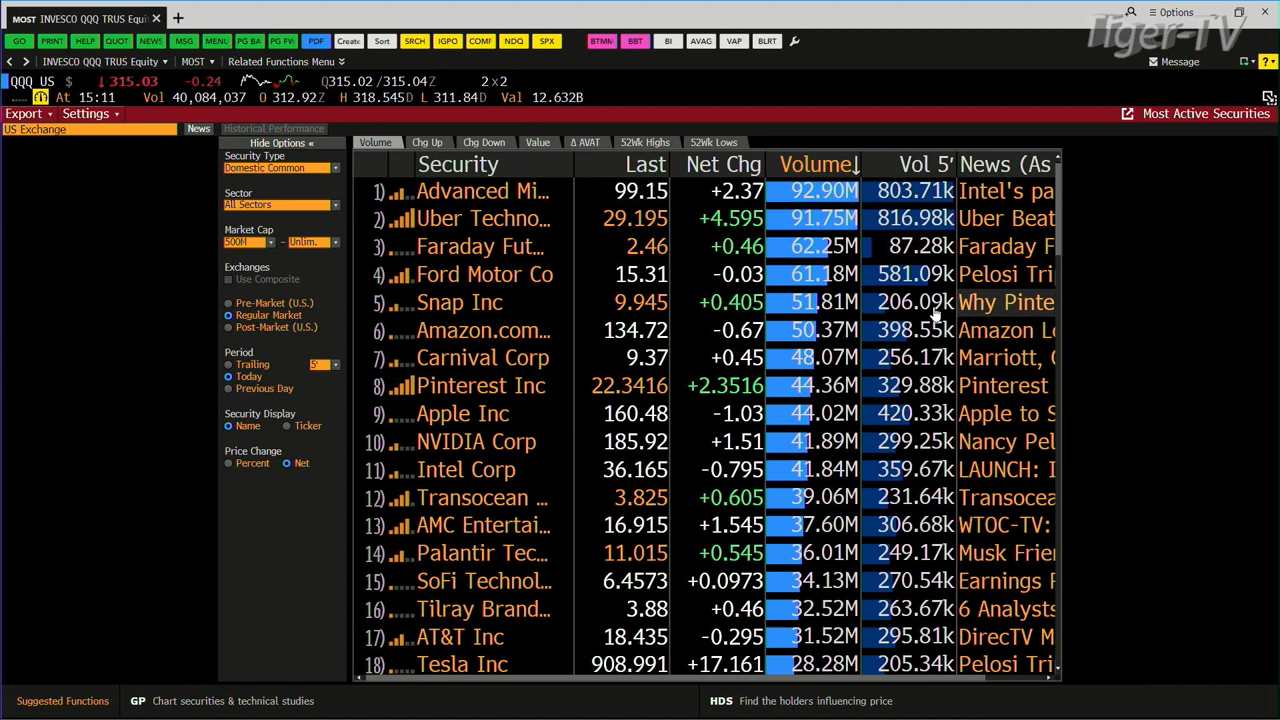 MOST INVESCO QQQ TRUS Equi × +
Options
Tiger-TV
GO PRINT HELP QUOT NEWS MSG MENU PG BA PG FV PDF Create Sort SRCH IGPO COMF NDQ SPX BTMM BBT BI AVAG VAP BLRT
INVESCO QQQ TRUS Equity MOST Related Functions Menu Message
QQQ US $ ↓ 315.03 -0.24 Q315.02 /315.04Z 2 x 2
At 15:11 Vol 40,084,037 O 312.92Z H 318.545D L 311.84D Val 12.632B
Export Settings Most Active Securities
US Exchange News Historical Performance
Hide Options «
Security Type
Domestic Common
Sector
All Sectors
Market Cap
500M - Unlim.
Exchanges
Use Composite
Pre-Market (U.S.)
Regular Market
Post-Market (U.S.)
Period
Trailing 5'
Today
Previous Day
Security Display
Name Ticker
Price Change
Percent Net
Volume Chg Up Chg Down Value Δ AVAT 52Wk Highs 52Wk Lows
Security Last Net Chg Volume↓ Vol 5' News (As
1) Advanced Mi... 99.15 +2.37 92.90M 803.71k Intel's pa
2) Uber Techno... 29.195 +4.595 91.75M 816.98k Uber Beat
3) Faraday Fut... 2.46 +0.46 62.25M 87.28k Faraday F
4) Ford Motor Co 15.31 -0.03 61.18M 581.09k Pelosi Tri
5) Snap Inc 9.945 +0.405 51.81M 206.09k Why Pinte
6) Amazon.com... 134.72 -0.67 50.37M 398.55k Amazon Lo
7) Carnival Corp 9.37 +0.45 48.07M 256.17k Marriott, C
8) Pinterest Inc 22.3416 +2.3516 44.36M 329.88k Pinterest
9) Apple Inc 160.48 -1.03 44.02M 420.33k Apple to S
10) NVIDIA Corp 185.92 +1.51 41.89M 299.25k Nancy Pel
11) Intel Corp 36.165 -0.795 41.84M 359.67k LAUNCH: I
12) Transocean ... 3.825 +0.605 39.06M 231.64k Transocea
13) AMC Entertai... 16.915 +1.545 37.60M 306.68k WTOC-TV:
14) Palantir Tec... 11.015 +0.545 36.01M 249.17k Musk Frie
15) SoFi Technol... 6.4573 +0.0973 34.13M 270.54k Earnings F
16) Tilray Brand... 3.88 +0.46 32.52M 263.67k 6 Analysts
17) AT&T Inc 18.435 -0.295 31.52M 295.81k DirecTV M
18) Tesla Inc 908.991 +17.161 28.28M 205.34k Pelosi Tri
Suggested Functions GP Chart securities & technical studies HDS Find the holders influencing price